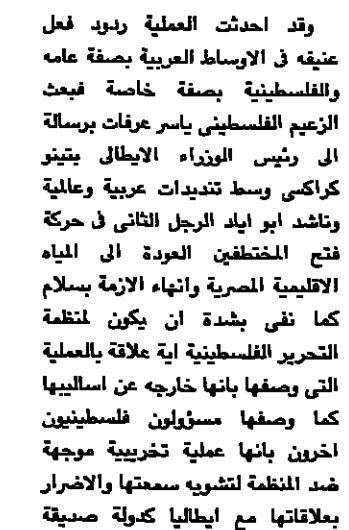 وقد احدثت العملية ردود فعل
عنيفه فى الاوساط العربية بصفة عامه
والفلسطينية بصفة خاصة فبعث
الزعيم الفلسطينى ياسر عرفات برسالة
الى رئيس الوزراء الايطالى بتينو
كراكسى وسط تنديدات عربية وعالمية
وناشد ابو اياد الرجل الثانى فى حركة
فتح المختطفين العودة الى المياه
الاقليمية المصرية وانهاء الازمة بسلام
كما نفى بشدة ان يكون لمنظمة
التحرير الفلسطينية اية علاقة بالعملية
التى وصفها بانها خارجه عن اساليبها
كما وصفها مسؤولون فلسطينيون
اخرون بانها عملية تخريبية موجهة
ضد المنظمة لتشويه سمعتها والاضرار
بعلاقاتها مع ايطاليا كدولة صديقة